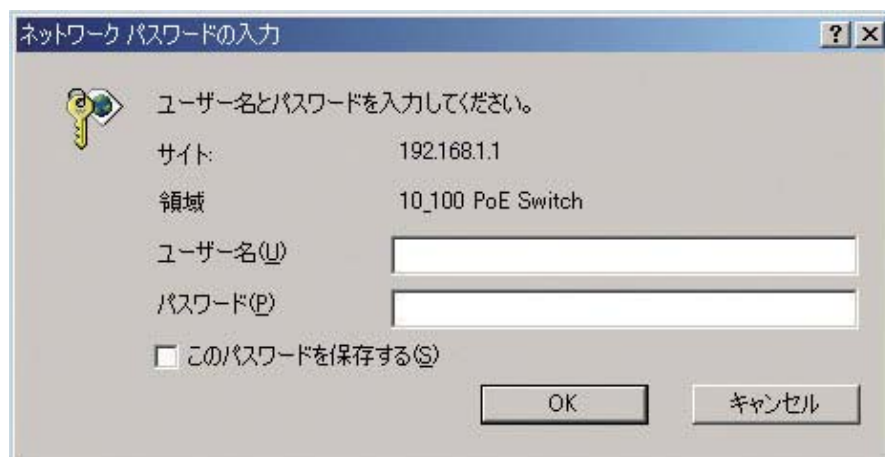 ネットワーク パスワードの入力
ユーザー名とパスワードを入力してください。
サイト: 192.168.1.1
領域 10_100 PoE Switch
ユーザー名(U)
パスワード(P)
このパスワードを保存する(S)
OK キャンセル